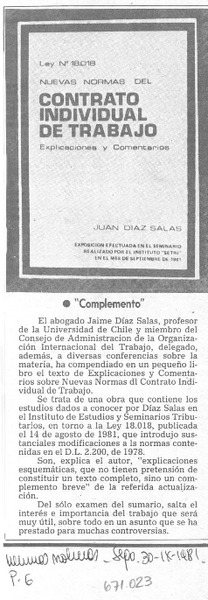 Ley Nº 18.018
NUEVAS NORMAS DEL
CONTRATO
INDIVIDUAL
DE TRABAJO
Explicaciones y Comentarios
JUAN DIAZ SALAS
EXPOSICION EFECTUADA EN EL SEMINARIO
REALIZADO POR EL INSTITUTO "SETRI"
EN EL MES DE SEPTIEMBRE DE 1981
● "Complemento"
El abogado Jaime Díaz Salas, profesor
de la Universidad de Chile y miembro del
Consejo de Administracion de la Organiza-
ción Internacional del Trabajo, delegado,
además, a diversas conferencias sobre la
materia, ha compendiado en un pequeño li-
bro el texto de Explicaciones y Comenta-
rios sobre Nuevas Normas dl Contrato Indi-
vidual de Trabajo.
Se trata de una obra que contiene los
estudios dados a conocer por Díaz Salas en
el Instituto de Estudios y Seminarios Tribu-
tarios, en torno a la Ley 18.018, publicada
el 14 de agosto de 1981, que introdujo sus-
tanciales modificaciones a las normas conte-
nidas en el D.L. 2.200, de 1978.
Son, explica el autor, "explicaciones
esquemáticas, que no tienen pretensión de
constituir un texto completo, sino un com-
plemento breve" de la referida actualiza-
ción.
Del sólo examen del sumario, salta el
interés e importancia del trabajo que será
muy útil, sobre todo en un asunto que se ha
prestado para muchas controversias.
30-IX-1981.
P. 6
671.023